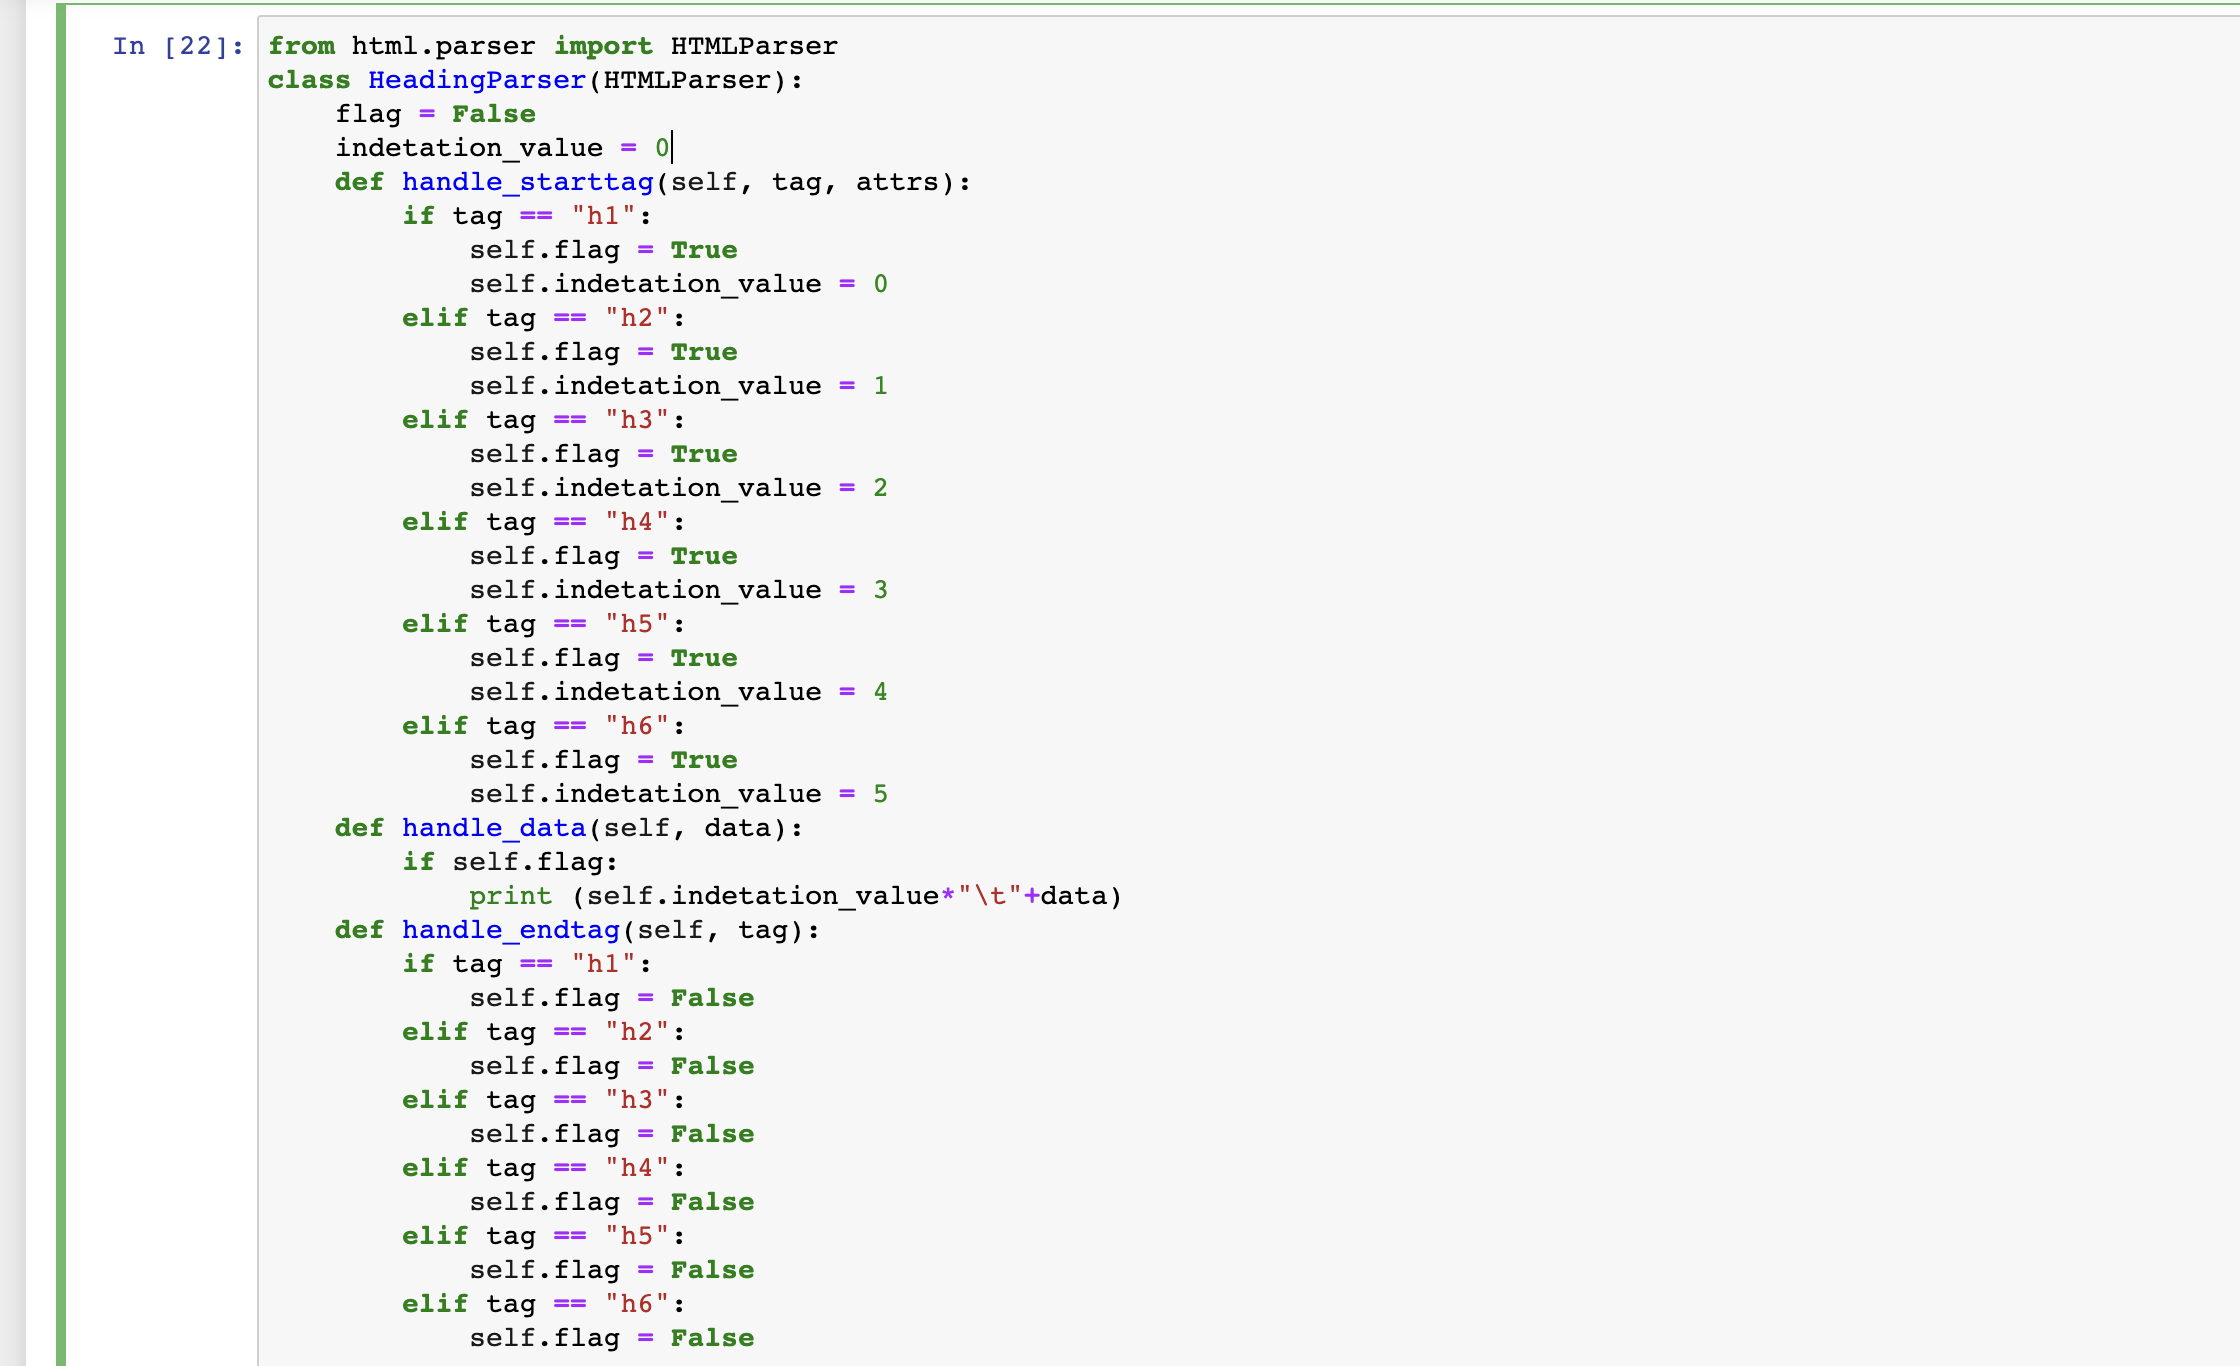 In [22]: from html.parser import HTMLParser
class HeadingParser(HTMLParser):
    flag = False
    indetation_value = 0
    def handle_starttag(self, tag, attrs):
        if tag == "h1":
            self.flag = True
            self.indetation_value = 0
        elif tag == "h2":
            self.flag = True
            self.indetation_value = 1
        elif tag == "h3":
            self.flag = True
            self.indetation_value = 2
        elif tag == "h4":
            self.flag = True
            self.indetation_value = 3
        elif tag == "h5":
            self.flag = True
            self.indetation_value = 4
        elif tag == "h6":
            self.flag = True
            self.indetation_value = 5
    def handle_data(self, data):
        if self.flag:
            print (self.indetation_value*"\t"+data)
    def handle_endtag(self, tag):
        if tag == "h1":
            self.flag = False
        elif tag == "h2":
            self.flag = False
        elif tag == "h3":
            self.flag = False
        elif tag == "h4":
            self.flag = False
        elif tag == "h5":
            self.flag = False
        elif tag == "h6":
            self.flag = False